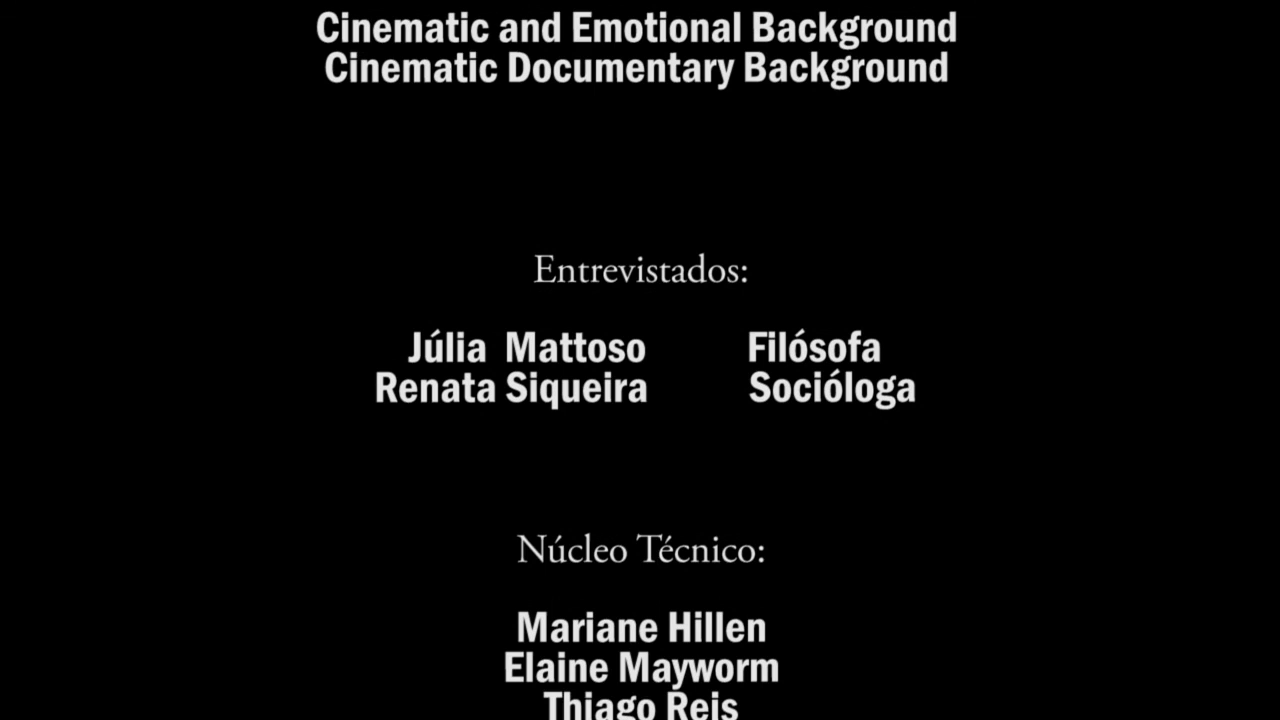 Cinematic and Emotional Background
Cinematic Documentary Background
Entrevistados:
Júlia Mattoso Filósofa
Renata Siqueira Socióloga
Núcleo Técnico:
Mariane Hillen
Elaine Mayworm
Thiago Reis